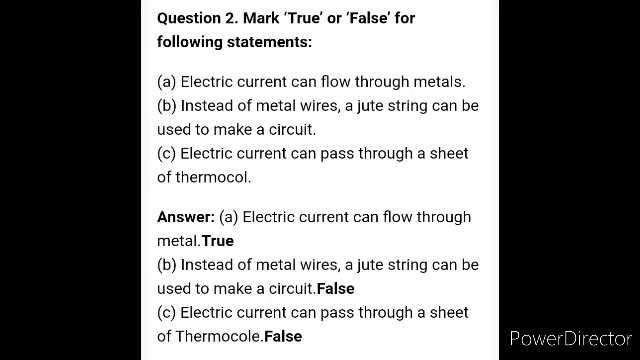 Question 2. Mark ‘True’ or ‘False’ for
following statements:
(a) Electric current can flow through metals.
(b) Instead of metal wires, a jute string can be
used to make a circuit.
(c) Electric current can pass through a sheet
of thermocol.
Answer: (a) Electric current can flow through
metal.True
(b) Instead of metal wires, a jute string can be
used to make a circuit.False
(c) Electric current can pass through a sheet
of Thermocole.False
PowerDirector